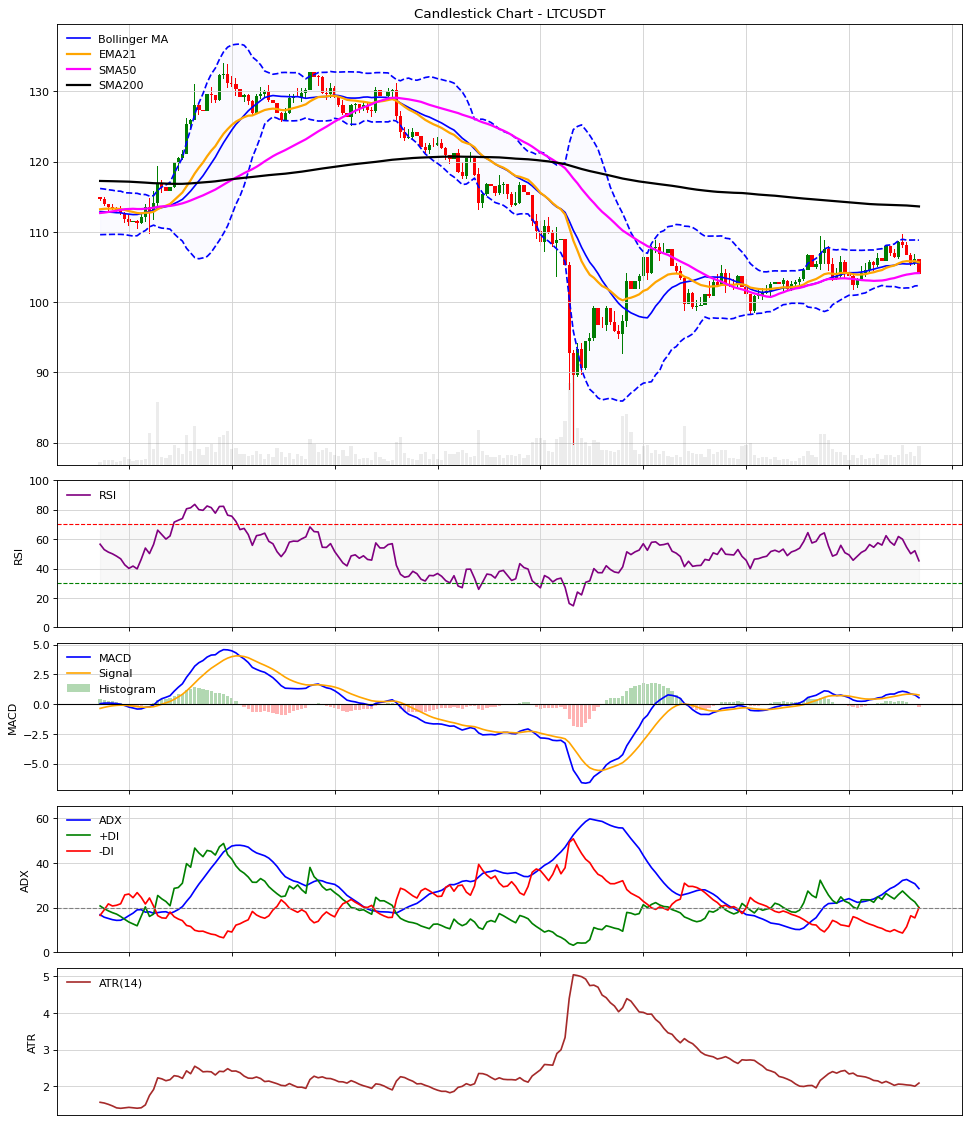 Candlestick Chart - LTCUSDT
Bollinger MA
EMA21
SMA50
SMA200
130
120
110
100
90
80
RSI
100
80
60
40
20
0
RSI
MACD
Signal
Histogram
5.0
2.5
0.0
−2.5
−5.0
MACD
ADX
+DI
-DI
60
40
20
0
ADX
ATR(14)
5
4
3
2
ATR